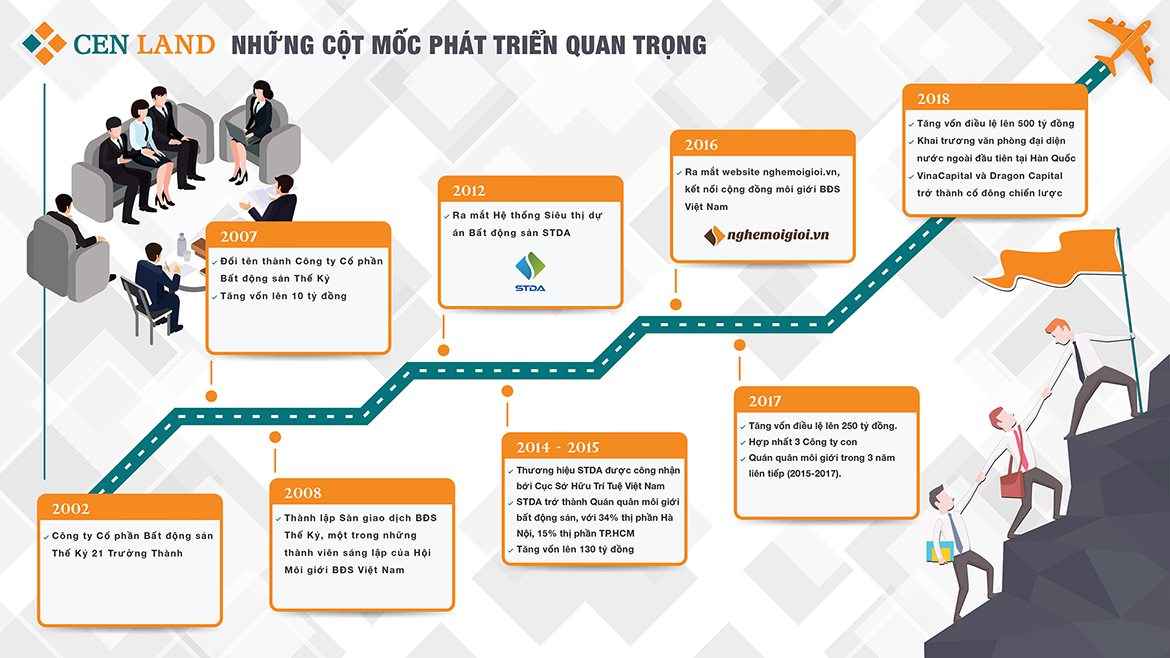 CEN LAND NHỮNG CỘT MỐC PHÁT TRIỂN QUAN TRỌNG
2002
Công ty Cổ phần Bất động sản
Thế Kỷ 21 Trường Thành
2007
Đổi tên thành Công ty Cổ phần
Bất động sản Thế Kỷ
Tăng vốn lên 10 tỷ đồng
2008
Thành lập Sàn giao dịch BĐS
Thế Kỷ, một trong những
thành viên sáng lập của Hội
Môi giới BĐS Việt Nam
2012
Ra mắt Hệ thống Siêu thị dự
án Bất động sản STDA
STDA
2014 - 2015
Thương hiệu STDA được công nhận
bởi Cục Sở Hữu Trí Tuệ Việt Nam
STDA trở thành Quán quân môi giới
bất động sản, với 34% thị phần Hà
Nội, 15% thị phần TP.HCM
Tăng vốn lên 130 tỷ đồng
2016
Ra mắt website nghemoigioi.vn,
kết nối cộng đồng môi giới BĐS
Việt Nam
nghemoigioi.vn
2017
Tăng vốn điều lệ lên 250 tỷ đồng.
Hợp nhất 3 Công ty con
Quán quân môi giới trong 3 năm
liên tiếp (2015-2017).
2018
Tăng vốn điều lệ lên 500 tỷ đồng
Khai trương văn phòng đại diện
nước ngoài đầu tiên tại Hàn Quốc
VinaCapital và Dragon Capital
trở thành cổ đông chiến lược